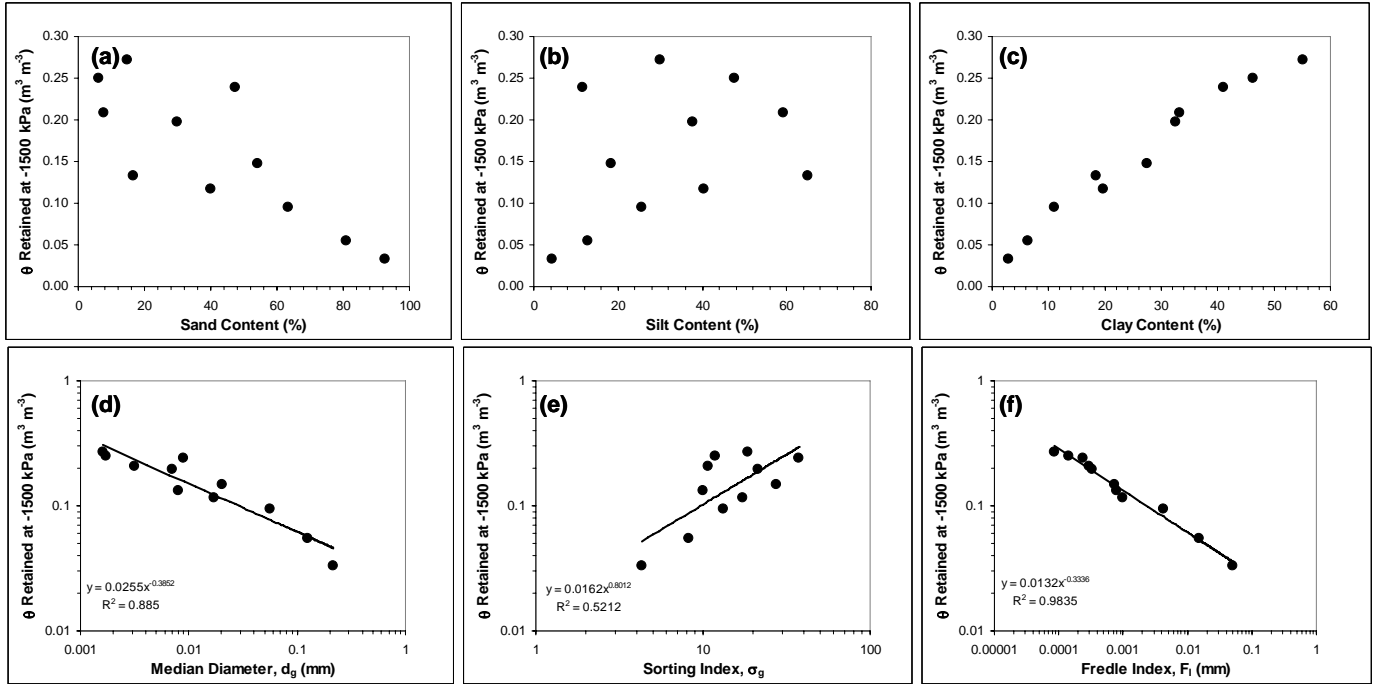 (a)
θ Retained at -1500 kPa (m³ m⁻³)
0.30
0.25
0.20
0.15
0.10
0.05
0.00
0 20 40 60 80 100
Sand Content (%)
(b)
θ Retained at -1500 kPa (m³ m⁻³)
0.30
0.25
0.20
0.15
0.10
0.05
0.00
0 20 40 60 80
Silt Content (%)
(c)
θ Retained at -1500 kPa (m³ m⁻³)
0.30
0.25
0.20
0.15
0.10
0.05
0.00
0 10 20 30 40 50 60
Clay Content (%)
(d)
θ Retained at -1500 kPa (m³ m⁻³)
1
0.1
0.01
y = 0.0255x⁻⁰·³⁸⁵²
R² = 0.885
0.001 0.01 0.1 1
Median Diameter, d_g (mm)
(e)
θ Retained at -1500 kPa (m³ m⁻³)
1
0.1
0.01
y = 0.0162x⁰·⁸⁰¹²
R² = 0.5212
1 10 100
Sorting Index, σ_g
(f)
θ Retained at -1500 kPa (m³ m⁻³)
1
0.1
0.01
y = 0.0132x⁻⁰·³³³⁶
R² = 0.9835
0.00001 0.0001 0.001 0.01 0.1 1
Fredle Index, F_I (mm)